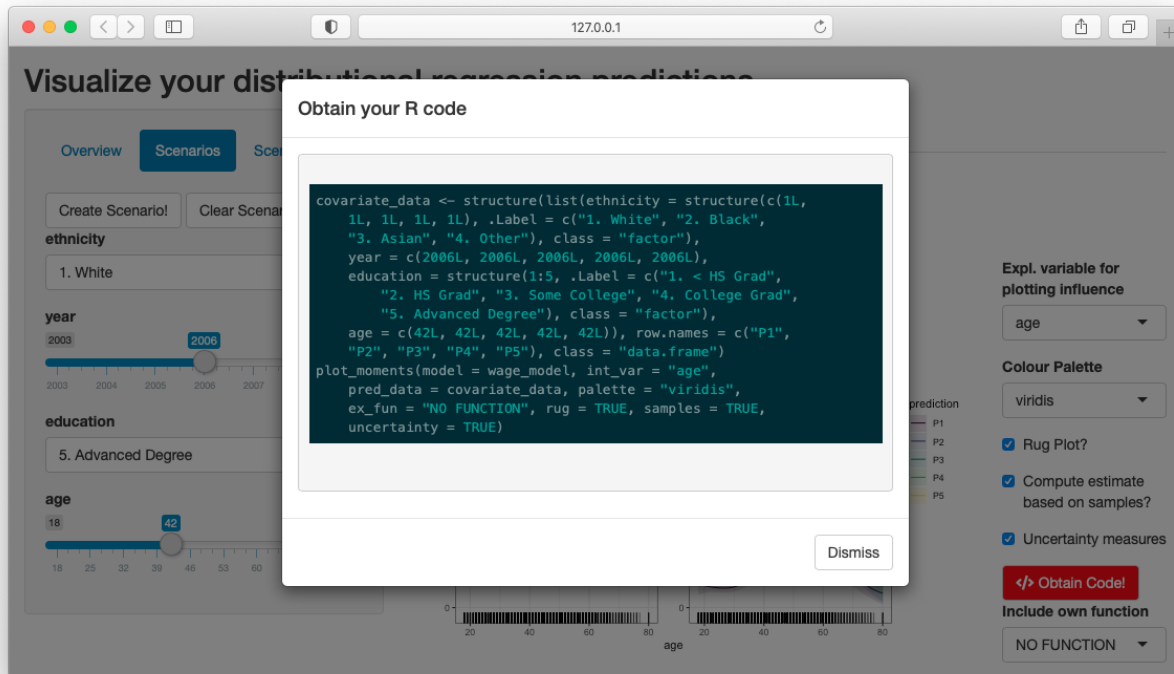 127.0.0.1
Visualize your distributional regression predictions
Overview
Scenarios
Scen
Create Scenario!
Clear Scenar
ethnicity
1. White
year
2003
2006
2003 2004 2005 2006 2007
education
5. Advanced Degree
age
18
42
18 25 32 39 46 53 60
Obtain your R code
covariate_data <- structure(list(ethnicity = structure(c(1L,
1L, 1L, 1L, 1L), .Label = c("1. White", "2. Black",
"3. Asian", "4. Other"), class = "factor"),
year = c(2006L, 2006L, 2006L, 2006L, 2006L),
education = structure(1:5, .Label = c("1. < HS Grad",
"2. HS Grad", "3. Some College", "4. College Grad",
"5. Advanced Degree"), class = "factor"),
age = c(42L, 42L, 42L, 42L, 42L)), row.names = c("P1",
"P2", "P3", "P4", "P5"), class = "data.frame")
plot_moments(model = wage_model, int_var = "age",
pred_data = covariate_data, palette = "viridis",
ex_fun = "NO FUNCTION", rug = TRUE, samples = TRUE,
uncertainty = TRUE)
Dismiss
prediction
P1
P2
P3
P4
P5
0
0
20 40 60 80
20 40 60 80
age
Expl. variable for
plotting influence
age
Colour Palette
viridis
Rug Plot?
Compute estimate
based on samples?
Uncertainty measures
</> Obtain Code!
Include own function
NO FUNCTION